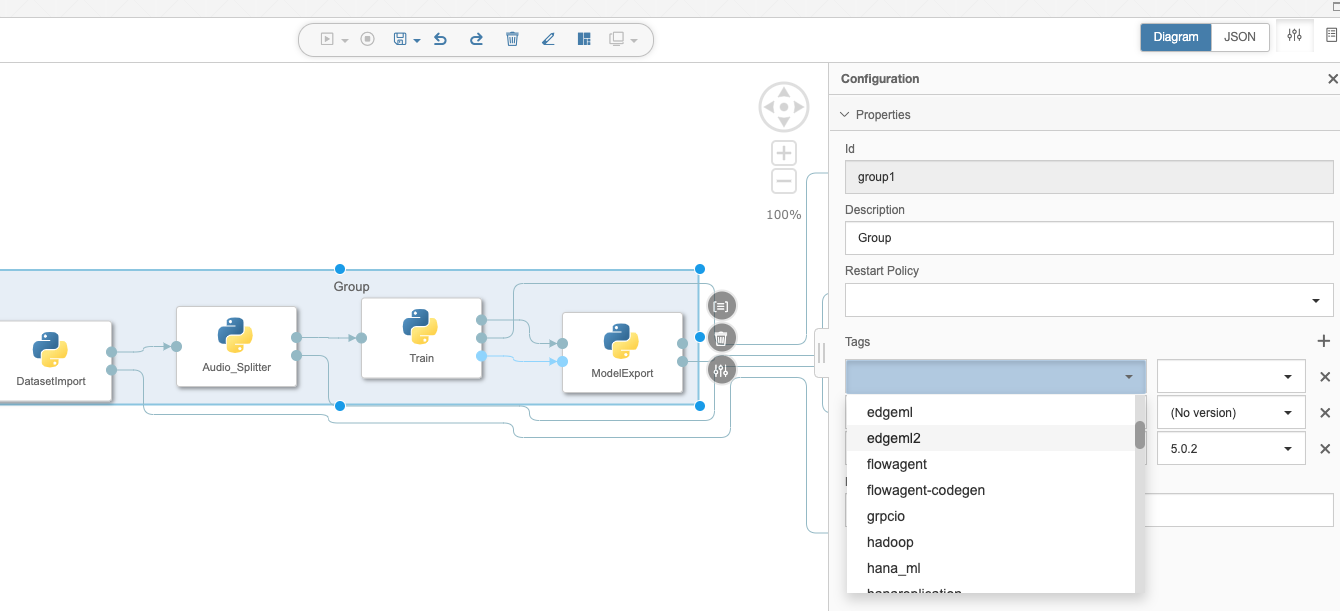 Diagram
JSON
Configuration
Properties
Id
group1
Description
Group
Restart Policy
Tags
(No version)
5.0.2
edgeml
edgeml2
flowagent
flowagent-codegen
grpcio
hadoop
hana_ml
hanareplication
100%
Group
DatasetImport
Audio_Splitter
Train
ModelExport